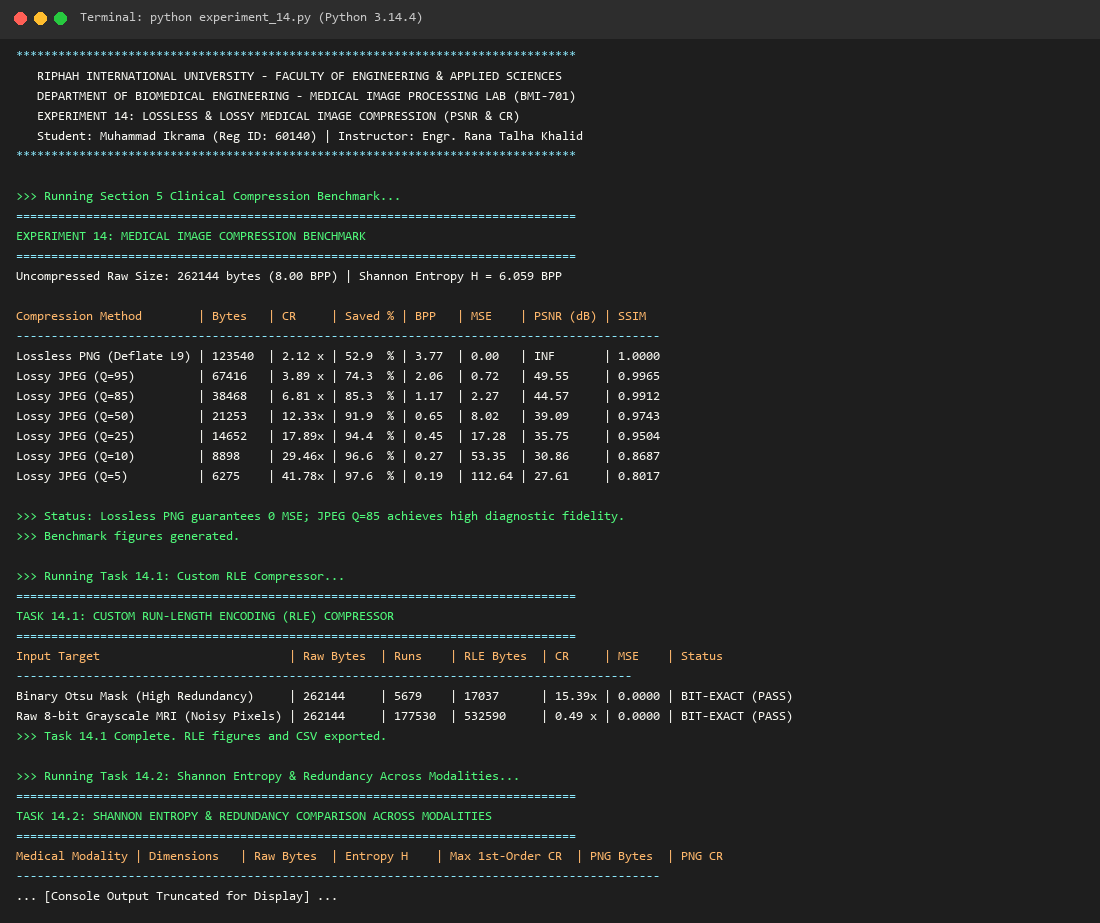 Terminal: python experiment_14.py (Python 3.14.4)
********************************************************************************
RIPHAH INTERNATIONAL UNIVERSITY - FACULTY OF ENGINEERING & APPLIED SCIENCES
DEPARTMENT OF BIOMEDICAL ENGINEERING - MEDICAL IMAGE PROCESSING LAB (BMI-701)
EXPERIMENT 14: LOSSLESS & LOSSY MEDICAL IMAGE COMPRESSION (PSNR & CR)
Student: Muhammad Ikrama (Reg ID: 60140) | Instructor: Engr. Rana Talha Khalid
********************************************************************************
>>> Running Section 5 Clinical Compression Benchmark...
================================================================================
EXPERIMENT 14: MEDICAL IMAGE COMPRESSION BENCHMARK
================================================================================
Uncompressed Raw Size: 262144 bytes (8.00 BPP) | Shannon Entropy H = 6.059 BPP
Compression Method        | Bytes   | CR     | Saved % | BPP   | MSE    | PSNR (dB) | SSIM
--------------------------------------------------------------------------------------------
Lossless PNG (Deflate L9) | 123540  | 2.12 x | 52.9  % | 3.77  | 0.00   | INF       | 1.0000
Lossy JPEG (Q=95)         | 67416   | 3.89 x | 74.3  % | 2.06  | 0.72   | 49.55     | 0.9965
Lossy JPEG (Q=85)         | 38468   | 6.81 x | 85.3  % | 1.17  | 2.27   | 44.57     | 0.9912
Lossy JPEG (Q=50)         | 21253   | 12.33x | 91.9  % | 0.65  | 8.02   | 39.09     | 0.9743
Lossy JPEG (Q=25)         | 14652   | 17.89x | 94.4  % | 0.45  | 17.28  | 35.75     | 0.9504
Lossy JPEG (Q=10)         | 8898    | 29.46x | 96.6  % | 0.27  | 53.35  | 30.86     | 0.8687
Lossy JPEG (Q=5)          | 6275    | 41.78x | 97.6  % | 0.19  | 112.64 | 27.61     | 0.8017
>>> Status: Lossless PNG guarantees 0 MSE; JPEG Q=85 achieves high diagnostic fidelity.
>>> Benchmark figures generated.
>>> Running Task 14.1: Custom RLE Compressor...
================================================================================
TASK 14.1: CUSTOM RUN-LENGTH ENCODING (RLE) COMPRESSOR
================================================================================
Input Target                           | Raw Bytes  | Runs    | RLE Bytes  | CR     | MSE    | Status
----------------------------------------------------------------------------------------
Binary Otsu Mask (High Redundancy)     | 262144     | 5679    | 17037      | 15.39x | 0.0000 | BIT-EXACT (PASS)
Raw 8-bit Grayscale MRI (Noisy Pixels) | 262144     | 177530  | 532590     | 0.49 x | 0.0000 | BIT-EXACT (PASS)
>>> Task 14.1 Complete. RLE figures and CSV exported.
>>> Running Task 14.2: Shannon Entropy & Redundancy Across Modalities...
================================================================================
TASK 14.2: SHANNON ENTROPY & REDUNDANCY COMPARISON ACROSS MODALITIES
================================================================================
Medical Modality | Dimensions   | Raw Bytes  | Entropy H    | Max 1st-Order CR  | PNG Bytes  | PNG CR
--------------------------------------------------------------------------------------------
... [Console Output Truncated for Display] ...